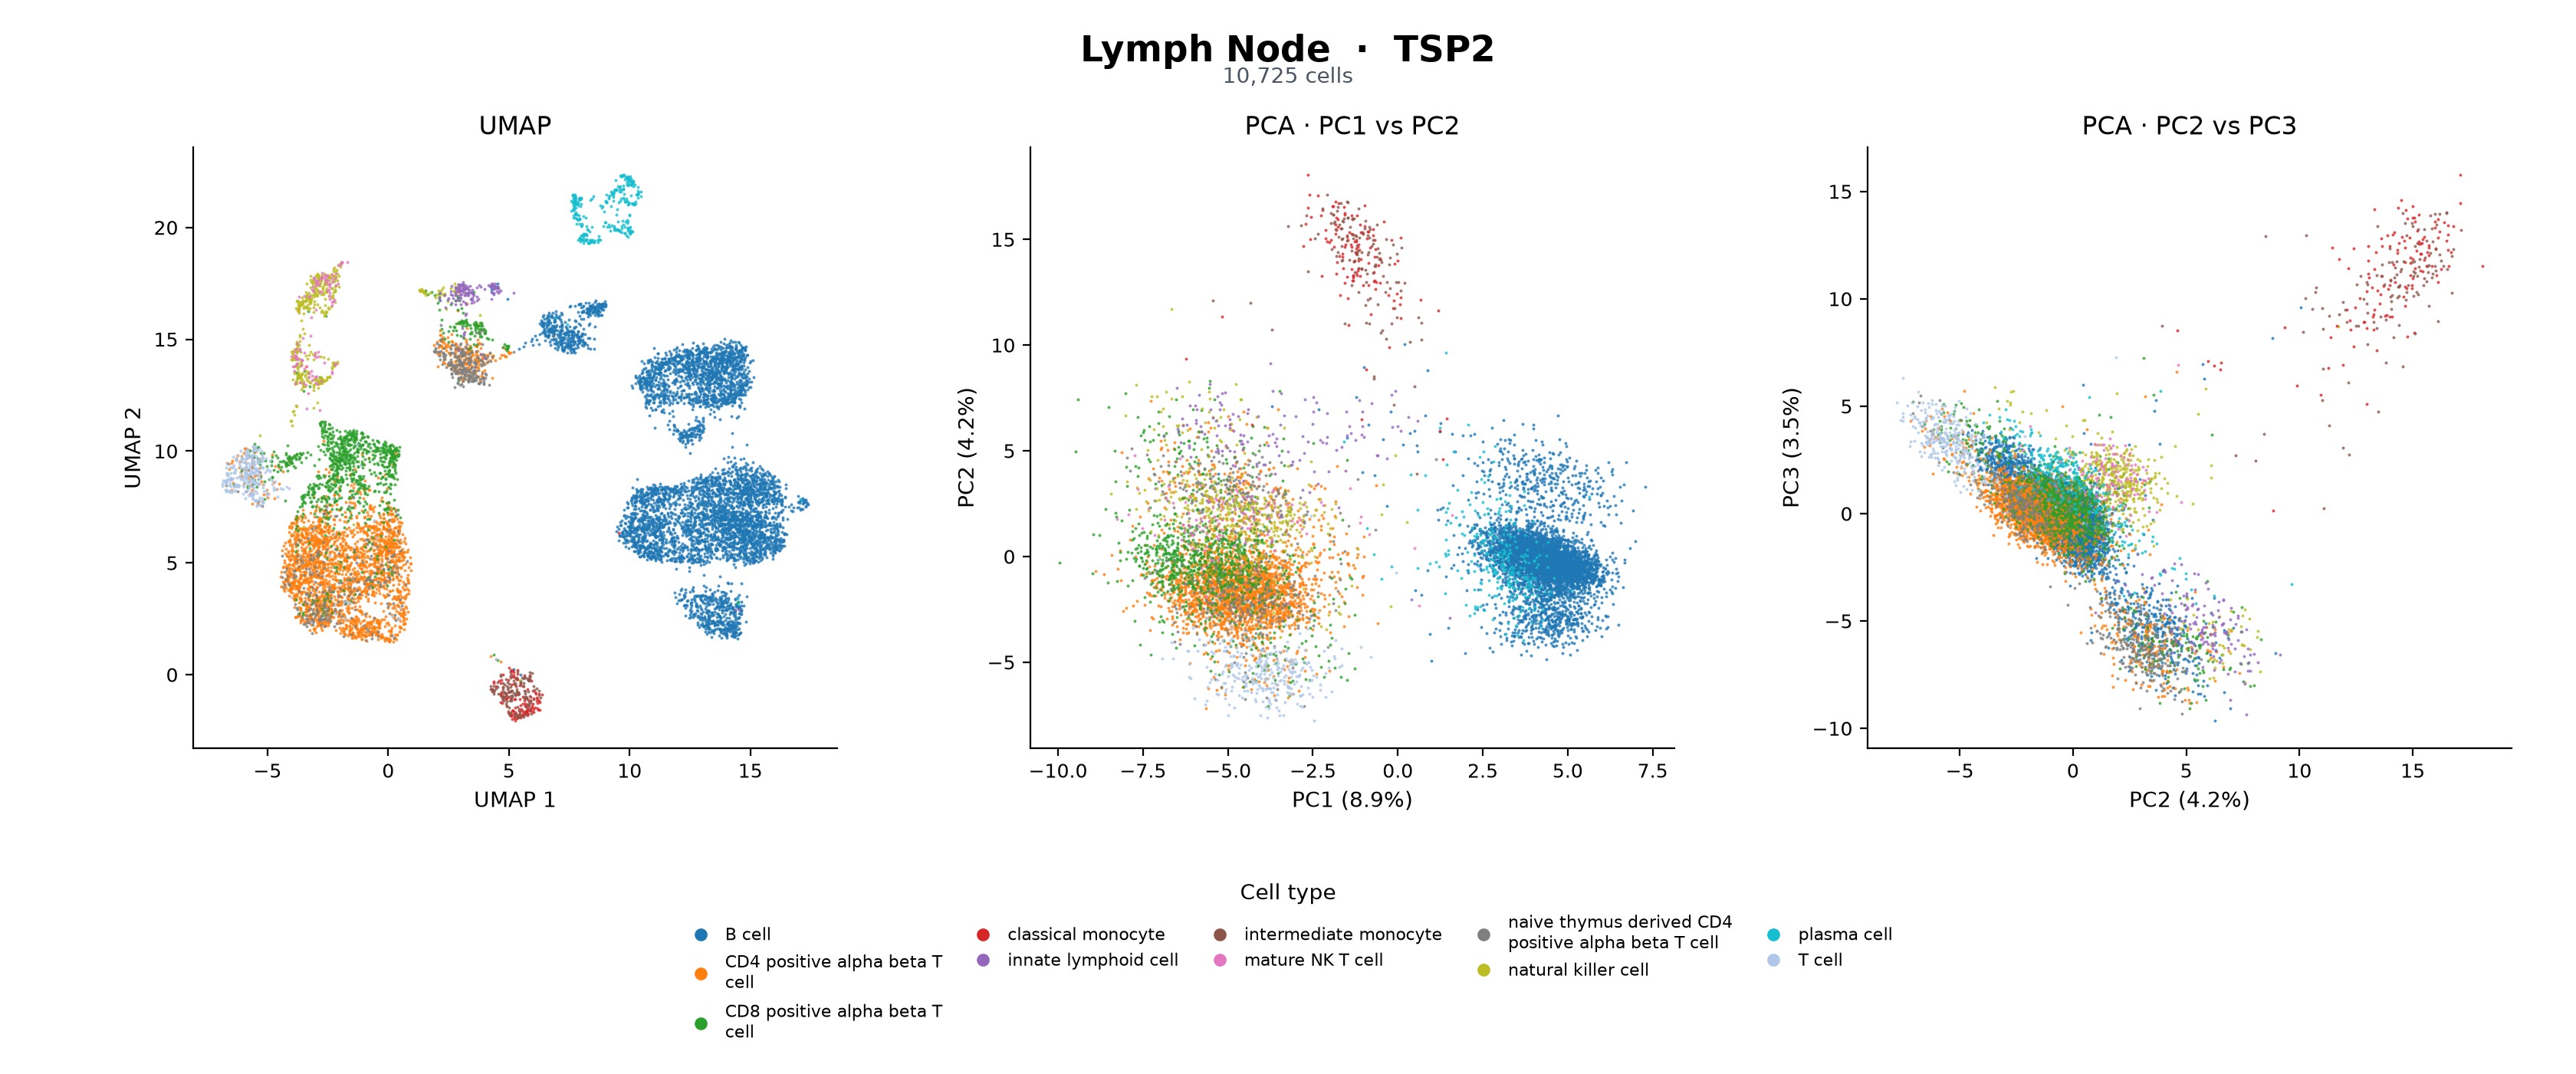 Lymph Node · TSP2
10,725 cells
UMAP
PCA · PC1 vs PC2
PCA · PC2 vs PC3
20
15
10
5
0
UMAP 2
−5
0
5
10
15
UMAP 1
15
10
5
0
−5
PC2 (4.2%)
−10.0
−7.5
−5.0
−2.5
0.0
2.5
5.0
7.5
PC1 (8.9%)
15
10
5
0
−5
−10
PC3 (3.5%)
−5
0
5
10
15
PC2 (4.2%)
Cell type
B cell
CD4 positive alpha beta T
cell
CD8 positive alpha beta T
cell
classical monocyte
innate lymphoid cell
intermediate monocyte
mature NK T cell
naive thymus derived CD4
positive alpha beta T cell
natural killer cell
plasma cell
T cell